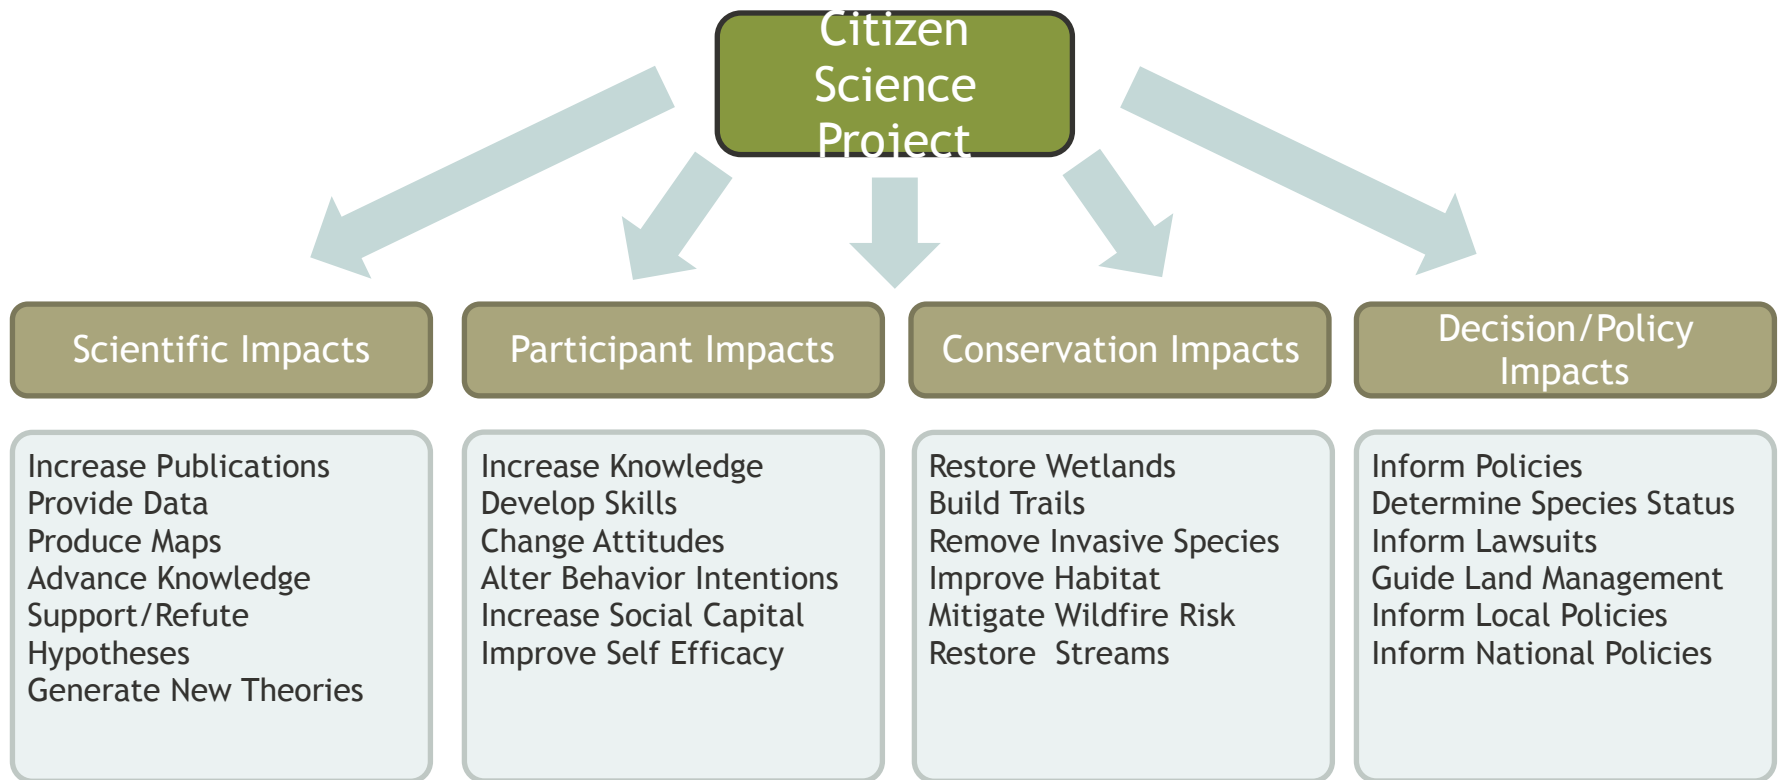 Citizen
Science
Project
Scientific Impacts
Participant Impacts
Conservation Impacts
Decision/Policy
Impacts
Increase Publications
Provide Data
Produce Maps
Advance Knowledge
Support/Refute
Hypotheses
Generate New Theories
Increase Knowledge
Develop Skills
Change Attitudes
Alter Behavior Intentions
Increase Social Capital
Improve Self Efficacy
Restore Wetlands
Build Trails
Remove Invasive Species
Improve Habitat
Mitigate Wildfire Risk
Restore  Streams
Inform Policies
Determine Species Status
Inform Lawsuits
Guide Land Management
Inform Local Policies
Inform National Policies